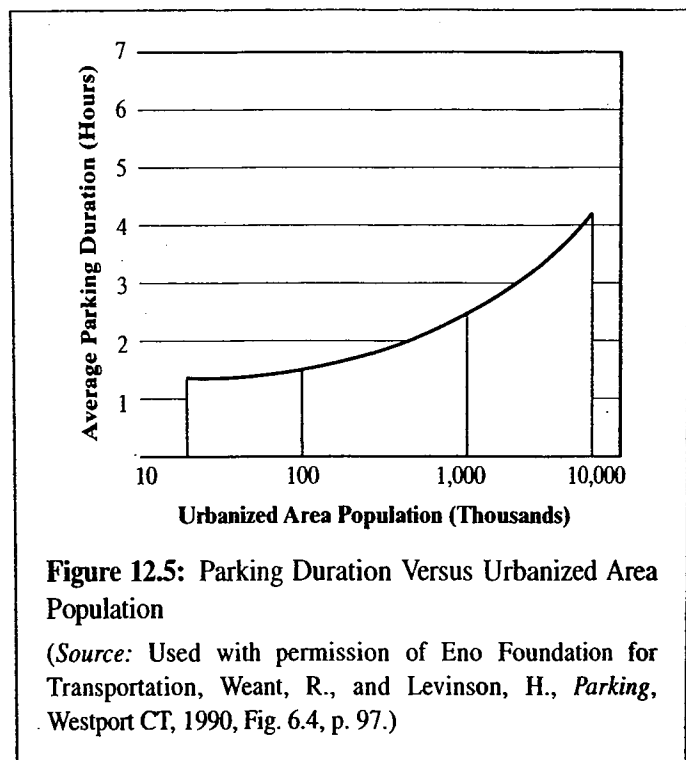 Average Parking Duration (Hours)
7
6
5
4
3
2
1
10 100 1,000 10,000
Urbanized Area Population (Thousands)
Figure 12.5: Parking Duration Versus Urbanized Area
Population
(Source: Used with permission of Eno Foundation for
Transportation, Weant, R., and Levinson, H., Parking,
Westport CT, 1990, Fig. 6.4, p. 97.)